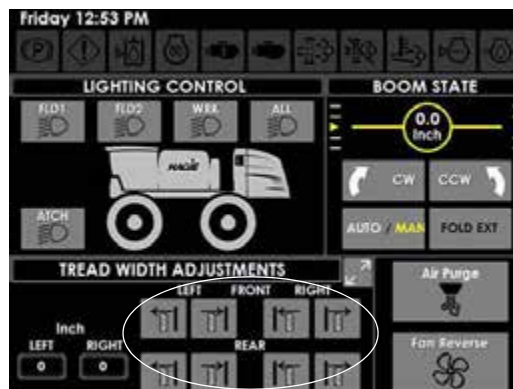 Friday 12:53 PM
LIGHTING CONTROL
FLD1 FLD2 WRK ALL
HAGIE
ATCH
BOOM STATE
0.0
Inch
CW CCW
AUTO / MAN FOLD EXT
TREAD WIDTH ADJUSTMENTS
LEFT FRONT RIGHT
Inch
LEFT RIGHT
0 0
REAR
Air Purge
Fan Reverse